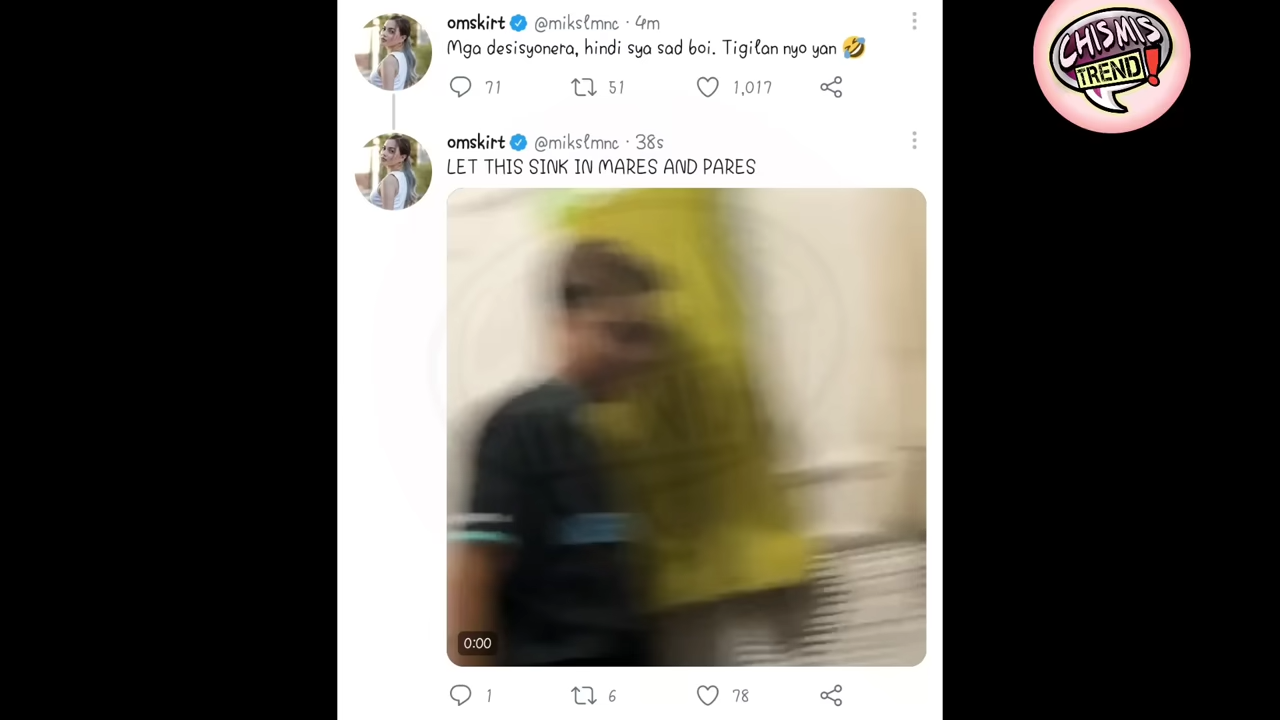 omskirt @mikslmnc · 4m
Mga desisyonera, hindi sya sad boi. Tigilan nyo yan 🤣
71 51 1,017
omskirt @mikslmnc · 38s
LET THIS SINK IN MARES AND PARES
0:00
1 6 78
CHISMIS
TREND!